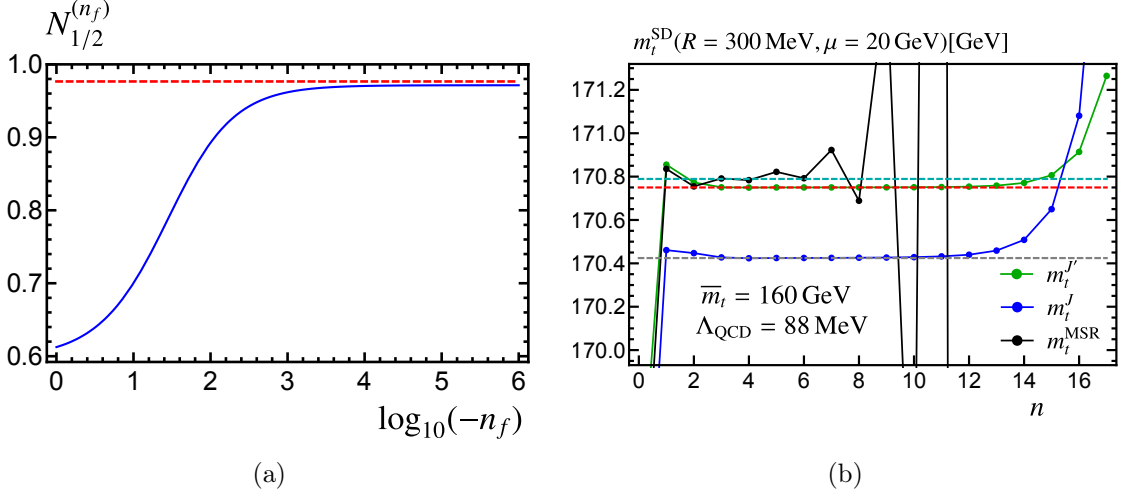 N_{1/2}^{(n_f)}
1.0
0.9
0.8
0.7
0.6
0 1 2 3 4 5 6
log₁₀(−n_f)
(a)
m_t^{SD}(R = 300 MeV, μ = 20 GeV)[GeV]
171.2
171.0
170.8
170.6
170.4
170.2
170.0
m̅_t = 160 GeV
Λ_{QCD} = 88 MeV
m_t^{J′}
m_t^{J}
m_t^{MSR}
0 2 4 6 8 10 12 14 16
n
(b)